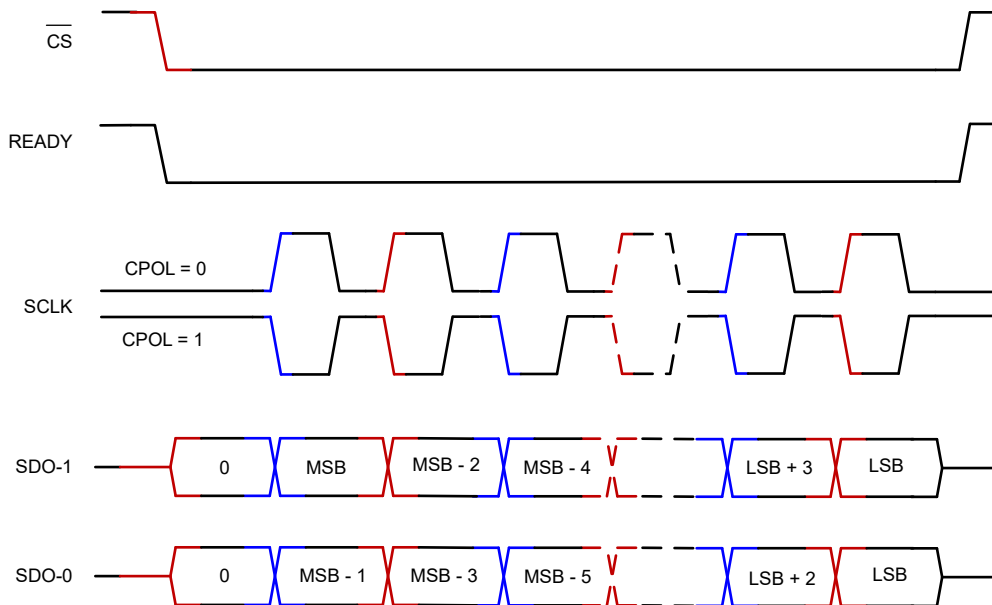 CS
READY
CPOL = 0
SCLK
CPOL = 1
SDO-1 0 MSB MSB - 2 MSB - 4 LSB + 3 LSB
SDO-0 0 MSB - 1 MSB - 3 MSB - 5 LSB + 2 LSB